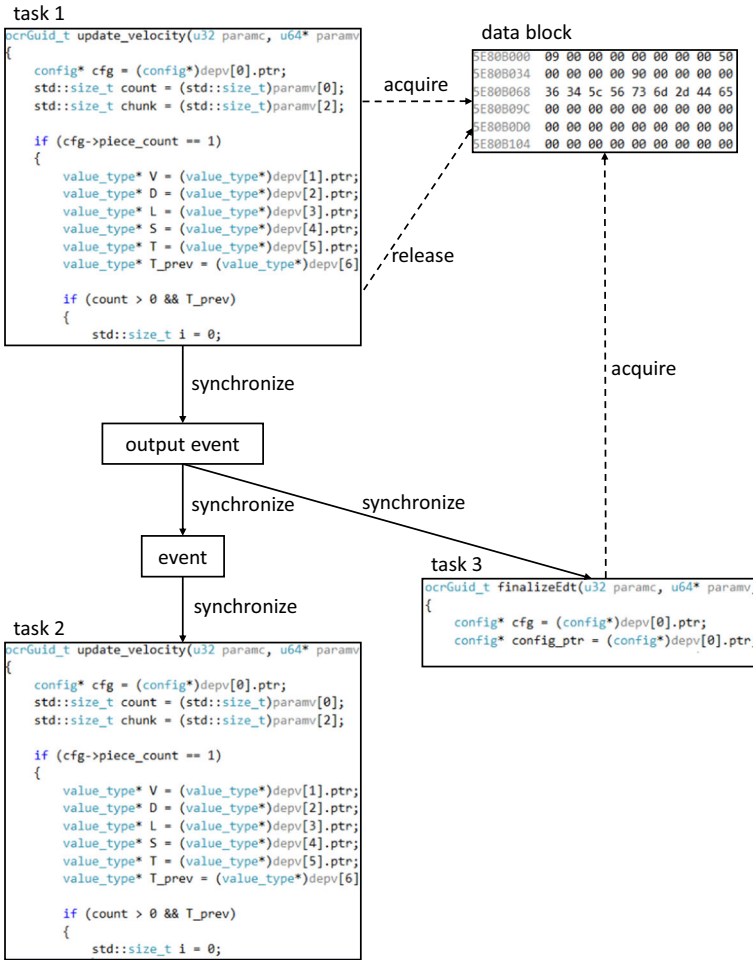 task 1
ocrGuid_t update_velocity(u32 paramc, u64* paramv
{
config* cfg = (config*)depv[0].ptr;
std::size_t count = (std::size_t)paramv[0];
std::size_t chunk = (std::size_t)paramv[2];
if (cfg->piece_count == 1)
{
value_type* V = (value_type*)depv[1].ptr;
value_type* D = (value_type*)depv[2].ptr;
value_type* L = (value_type*)depv[3].ptr;
value_type* S = (value_type*)depv[4].ptr;
value_type* T = (value_type*)depv[5].ptr;
value_type* T_prev = (value_type*)depv[6]
if (count > 0 && T_prev)
{
std::size_t i = 0;
data block
5E80B000 09 00 00 00 00 00 00 00 50
5E80B034 00 00 00 00 90 00 00 00 00
5E80B068 36 34 5c 56 73 6d 2d 44 65
5E80B09C 00 00 00 00 00 00 00 00 00
5E80B0D0 00 00 00 00 00 00 00 00 00
5E80B104 00 00 00 00 00 00 00 00 00
acquire
release
acquire
synchronize
output event
synchronize
synchronize
event
synchronize
task 3
ocrGuid_t finalizeEdt(u32 paramc, u64* paramv,
{
config* cfg = (config*)depv[0].ptr;
config* config_ptr = (config*)depv[0].ptr;
task 2
ocrGuid_t update_velocity(u32 paramc, u64* paramv
{
config* cfg = (config*)depv[0].ptr;
std::size_t count = (std::size_t)paramv[0];
std::size_t chunk = (std::size_t)paramv[2];
if (cfg->piece_count == 1)
{
value_type* V = (value_type*)depv[1].ptr;
value_type* D = (value_type*)depv[2].ptr;
value_type* L = (value_type*)depv[3].ptr;
value_type* S = (value_type*)depv[4].ptr;
value_type* T = (value_type*)depv[5].ptr;
value_type* T_prev = (value_type*)depv[6]
if (count > 0 && T_prev)
{
std::size_t i = 0;